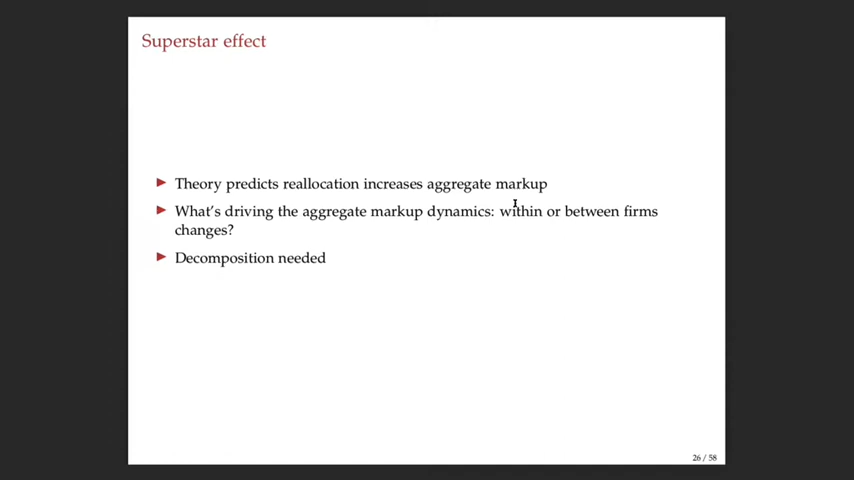 Superstar effect
Theory predicts reallocation increases aggregate markup
What's driving the aggregate markup dynamics: within or between firms
changes?
Decomposition needed
26 / 58